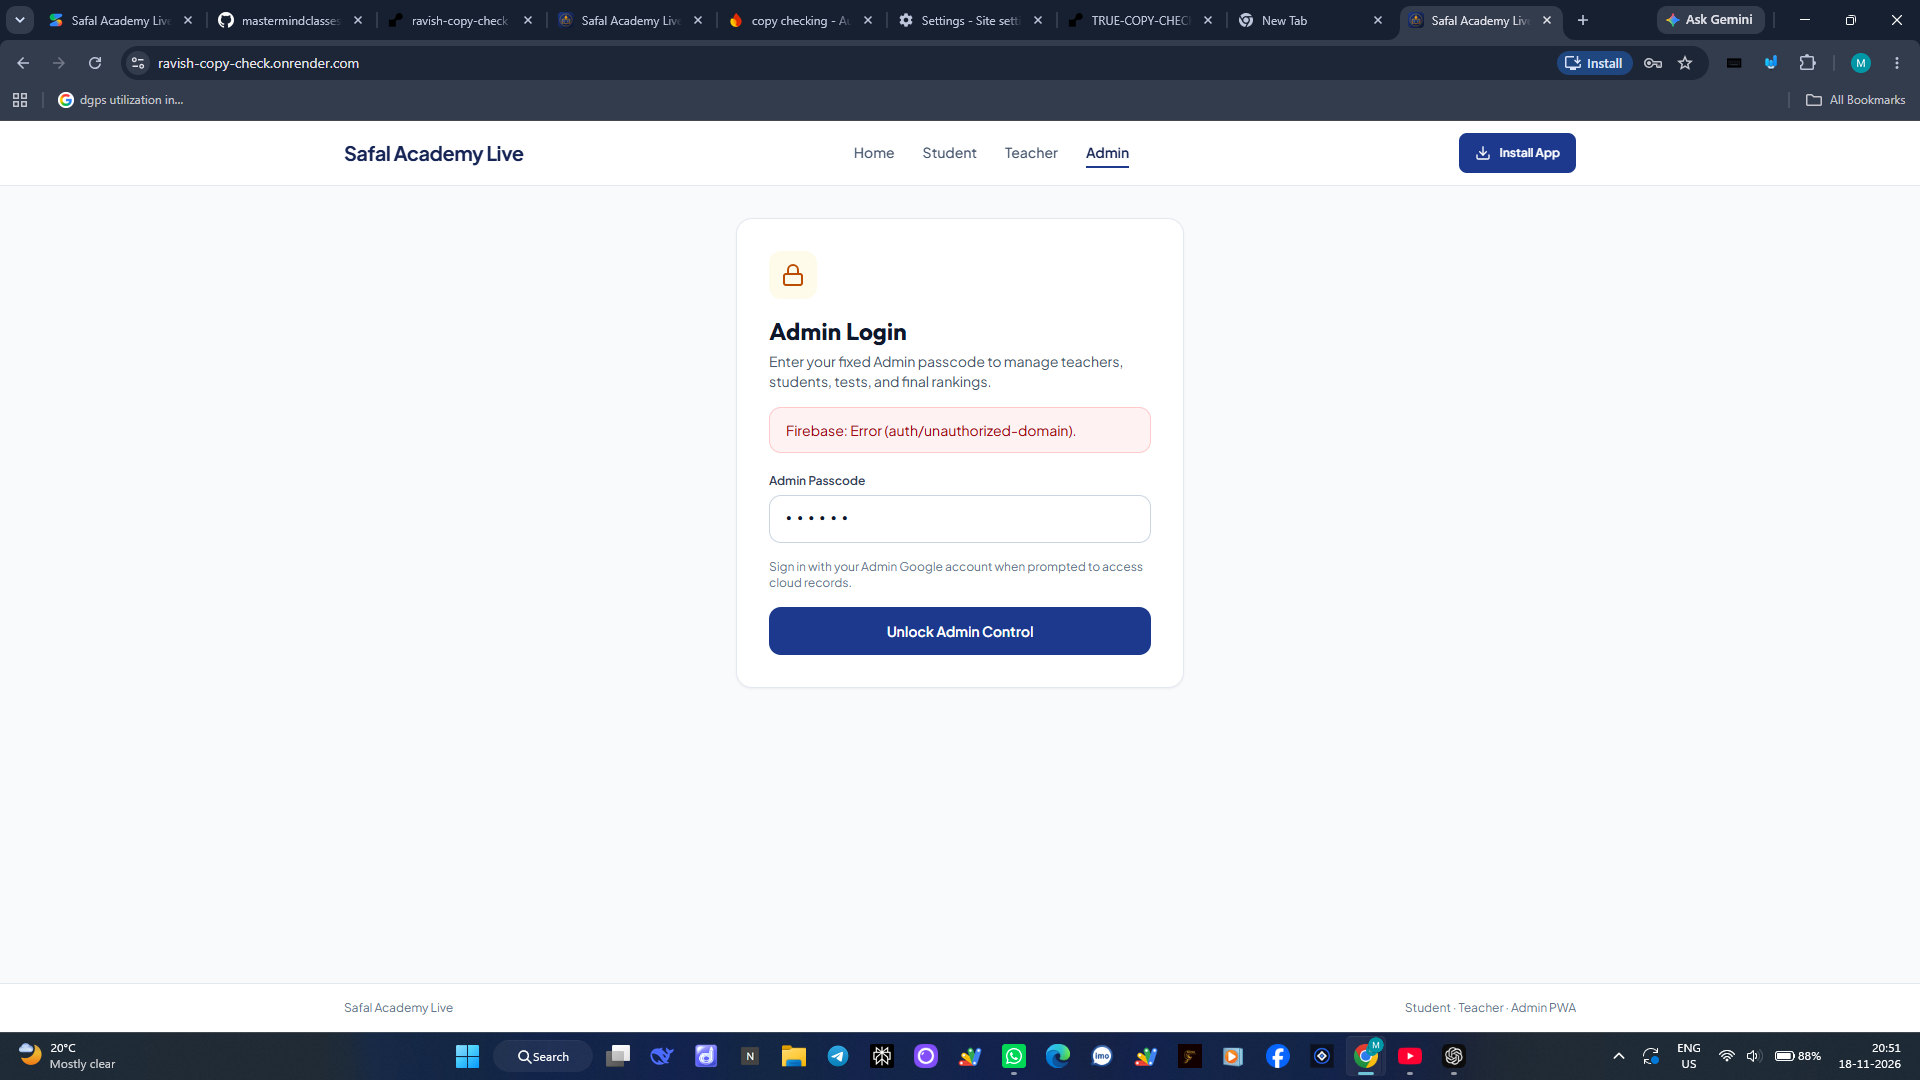 Safal Academy Live
mastermindclasses
ravish-copy-check
Safal Academy Live
copy checking - Au
Settings - Site setti
TRUE-COPY-CHEC
New Tab
Safal Academy Live
Ask Gemini
ravish-copy-check.onrender.com
Install
M
dgps utilization in...
All Bookmarks
Safal Academy Live
Home
Student
Teacher
Admin
Install App
Admin Login
Enter your fixed Admin passcode to manage teachers,
students, tests, and final rankings.
Firebase: Error (auth/unauthorized-domain).
Admin Passcode
Sign in with your Admin Google account when prompted to access
cloud records.
Unlock Admin Control
Safal Academy Live
Student · Teacher · Admin PWA
20°C
Mostly clear
Search
N
imo
M
ENG
US
88%
20:51
18-11-2026